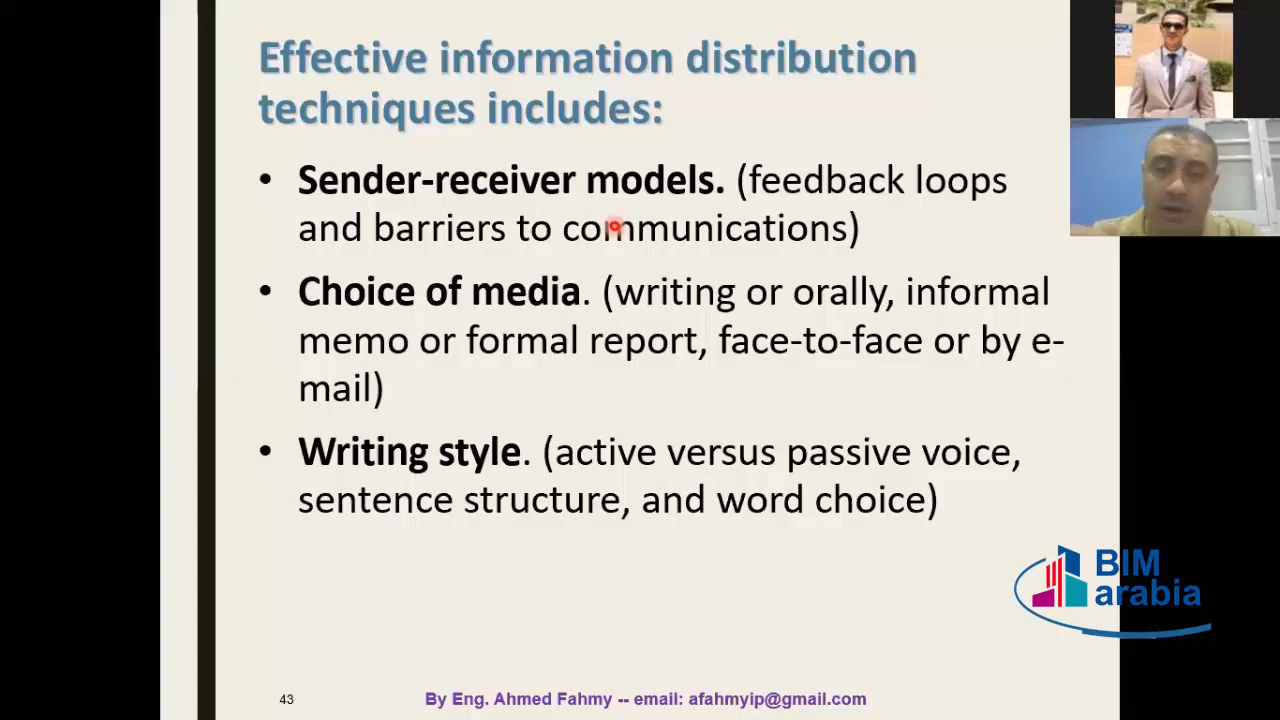 Effective information distribution
techniques includes:
• Sender-receiver models. (feedback loops
and barriers to communications)
• Choice of media. (writing or orally, informal
memo or formal report, face-to-face or by e-
mail)
• Writing style. (active versus passive voice,
sentence structure, and word choice)
BIM
arabia
43
By Eng. Ahmed Fahmy -- email: afahmyip@gmail.com